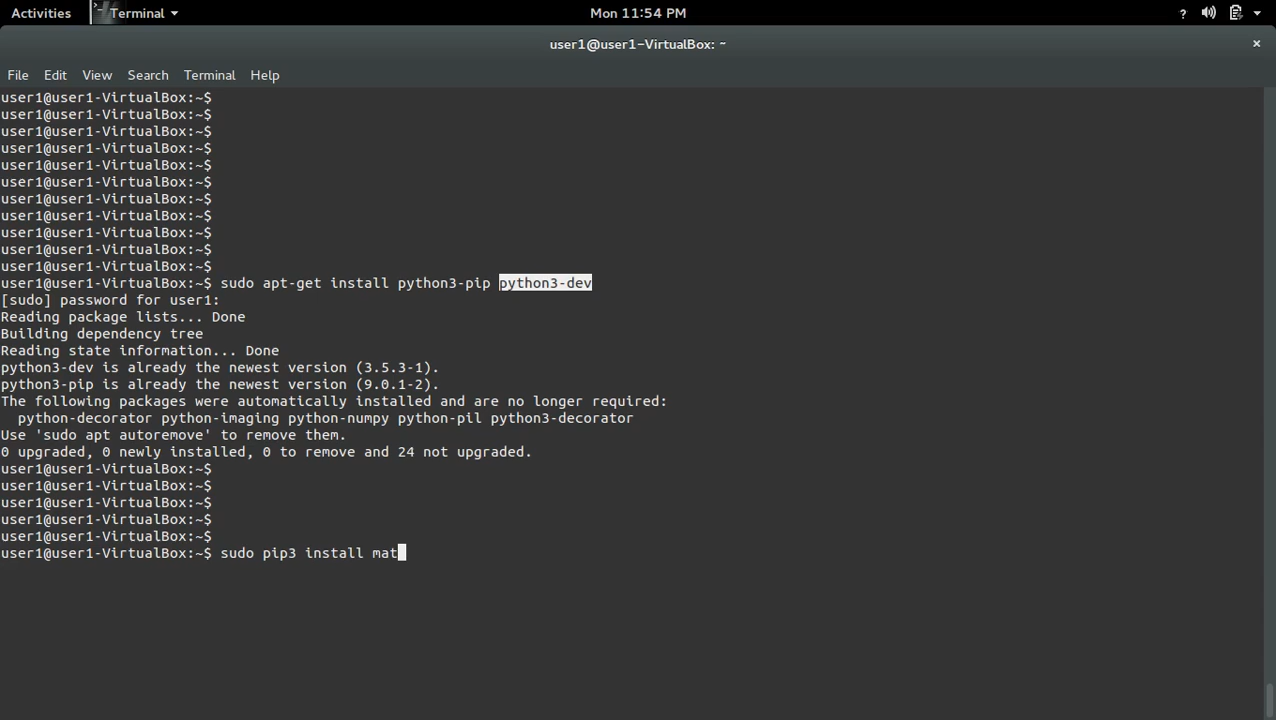 Activities Terminal Mon 11:54 PM ?
user1@user1-VirtualBox: ~ ×
File Edit View Search Terminal Help
user1@user1-VirtualBox:~$
user1@user1-VirtualBox:~$
user1@user1-VirtualBox:~$
user1@user1-VirtualBox:~$
user1@user1-VirtualBox:~$
user1@user1-VirtualBox:~$
user1@user1-VirtualBox:~$
user1@user1-VirtualBox:~$
user1@user1-VirtualBox:~$
user1@user1-VirtualBox:~$
user1@user1-VirtualBox:~$
user1@user1-VirtualBox:~$ sudo apt-get install python3-pip python3-dev
[sudo] password for user1:
Reading package lists... Done
Building dependency tree
Reading state information... Done
python3-dev is already the newest version (3.5.3-1).
python3-pip is already the newest version (9.0.1-2).
The following packages were automatically installed and are no longer required:
python-decorator python-imaging python-numpy python-pil python3-decorator
Use 'sudo apt autoremove' to remove them.
0 upgraded, 0 newly installed, 0 to remove and 24 not upgraded.
user1@user1-VirtualBox:~$
user1@user1-VirtualBox:~$
user1@user1-VirtualBox:~$
user1@user1-VirtualBox:~$
user1@user1-VirtualBox:~$
user1@user1-VirtualBox:~$ sudo pip3 install mat